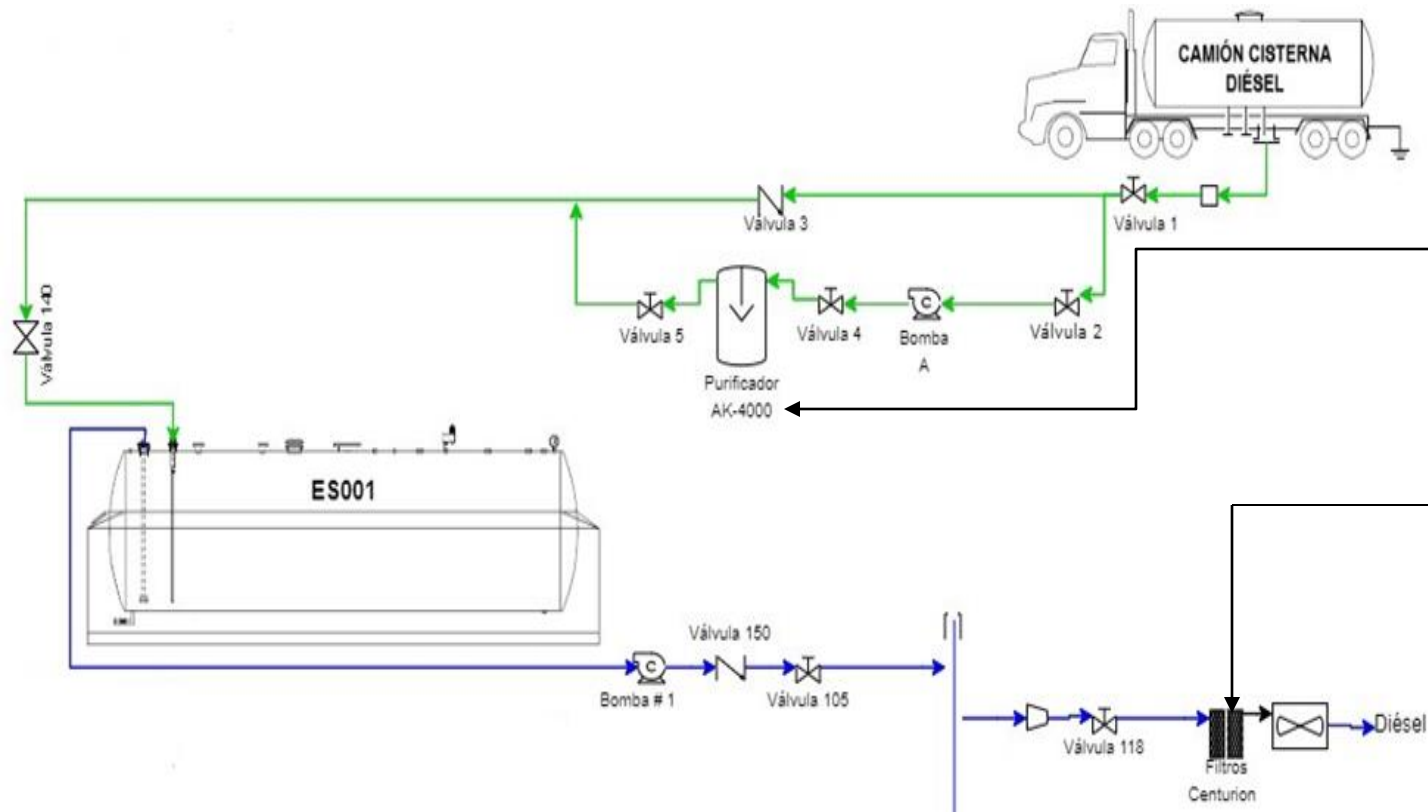 CAMIÓN CISTERNA
DIÉSEL
Válvula 3
Válvula 1
Válvula 140
Válvula 5
Válvula 4
Bomba
A
Válvula 2
Purificador
AK-4000
ES001
Válvula 150
Bomba # 1
Válvula 105
Válvula 118
Filtros
Centurion
Diésel
C
C